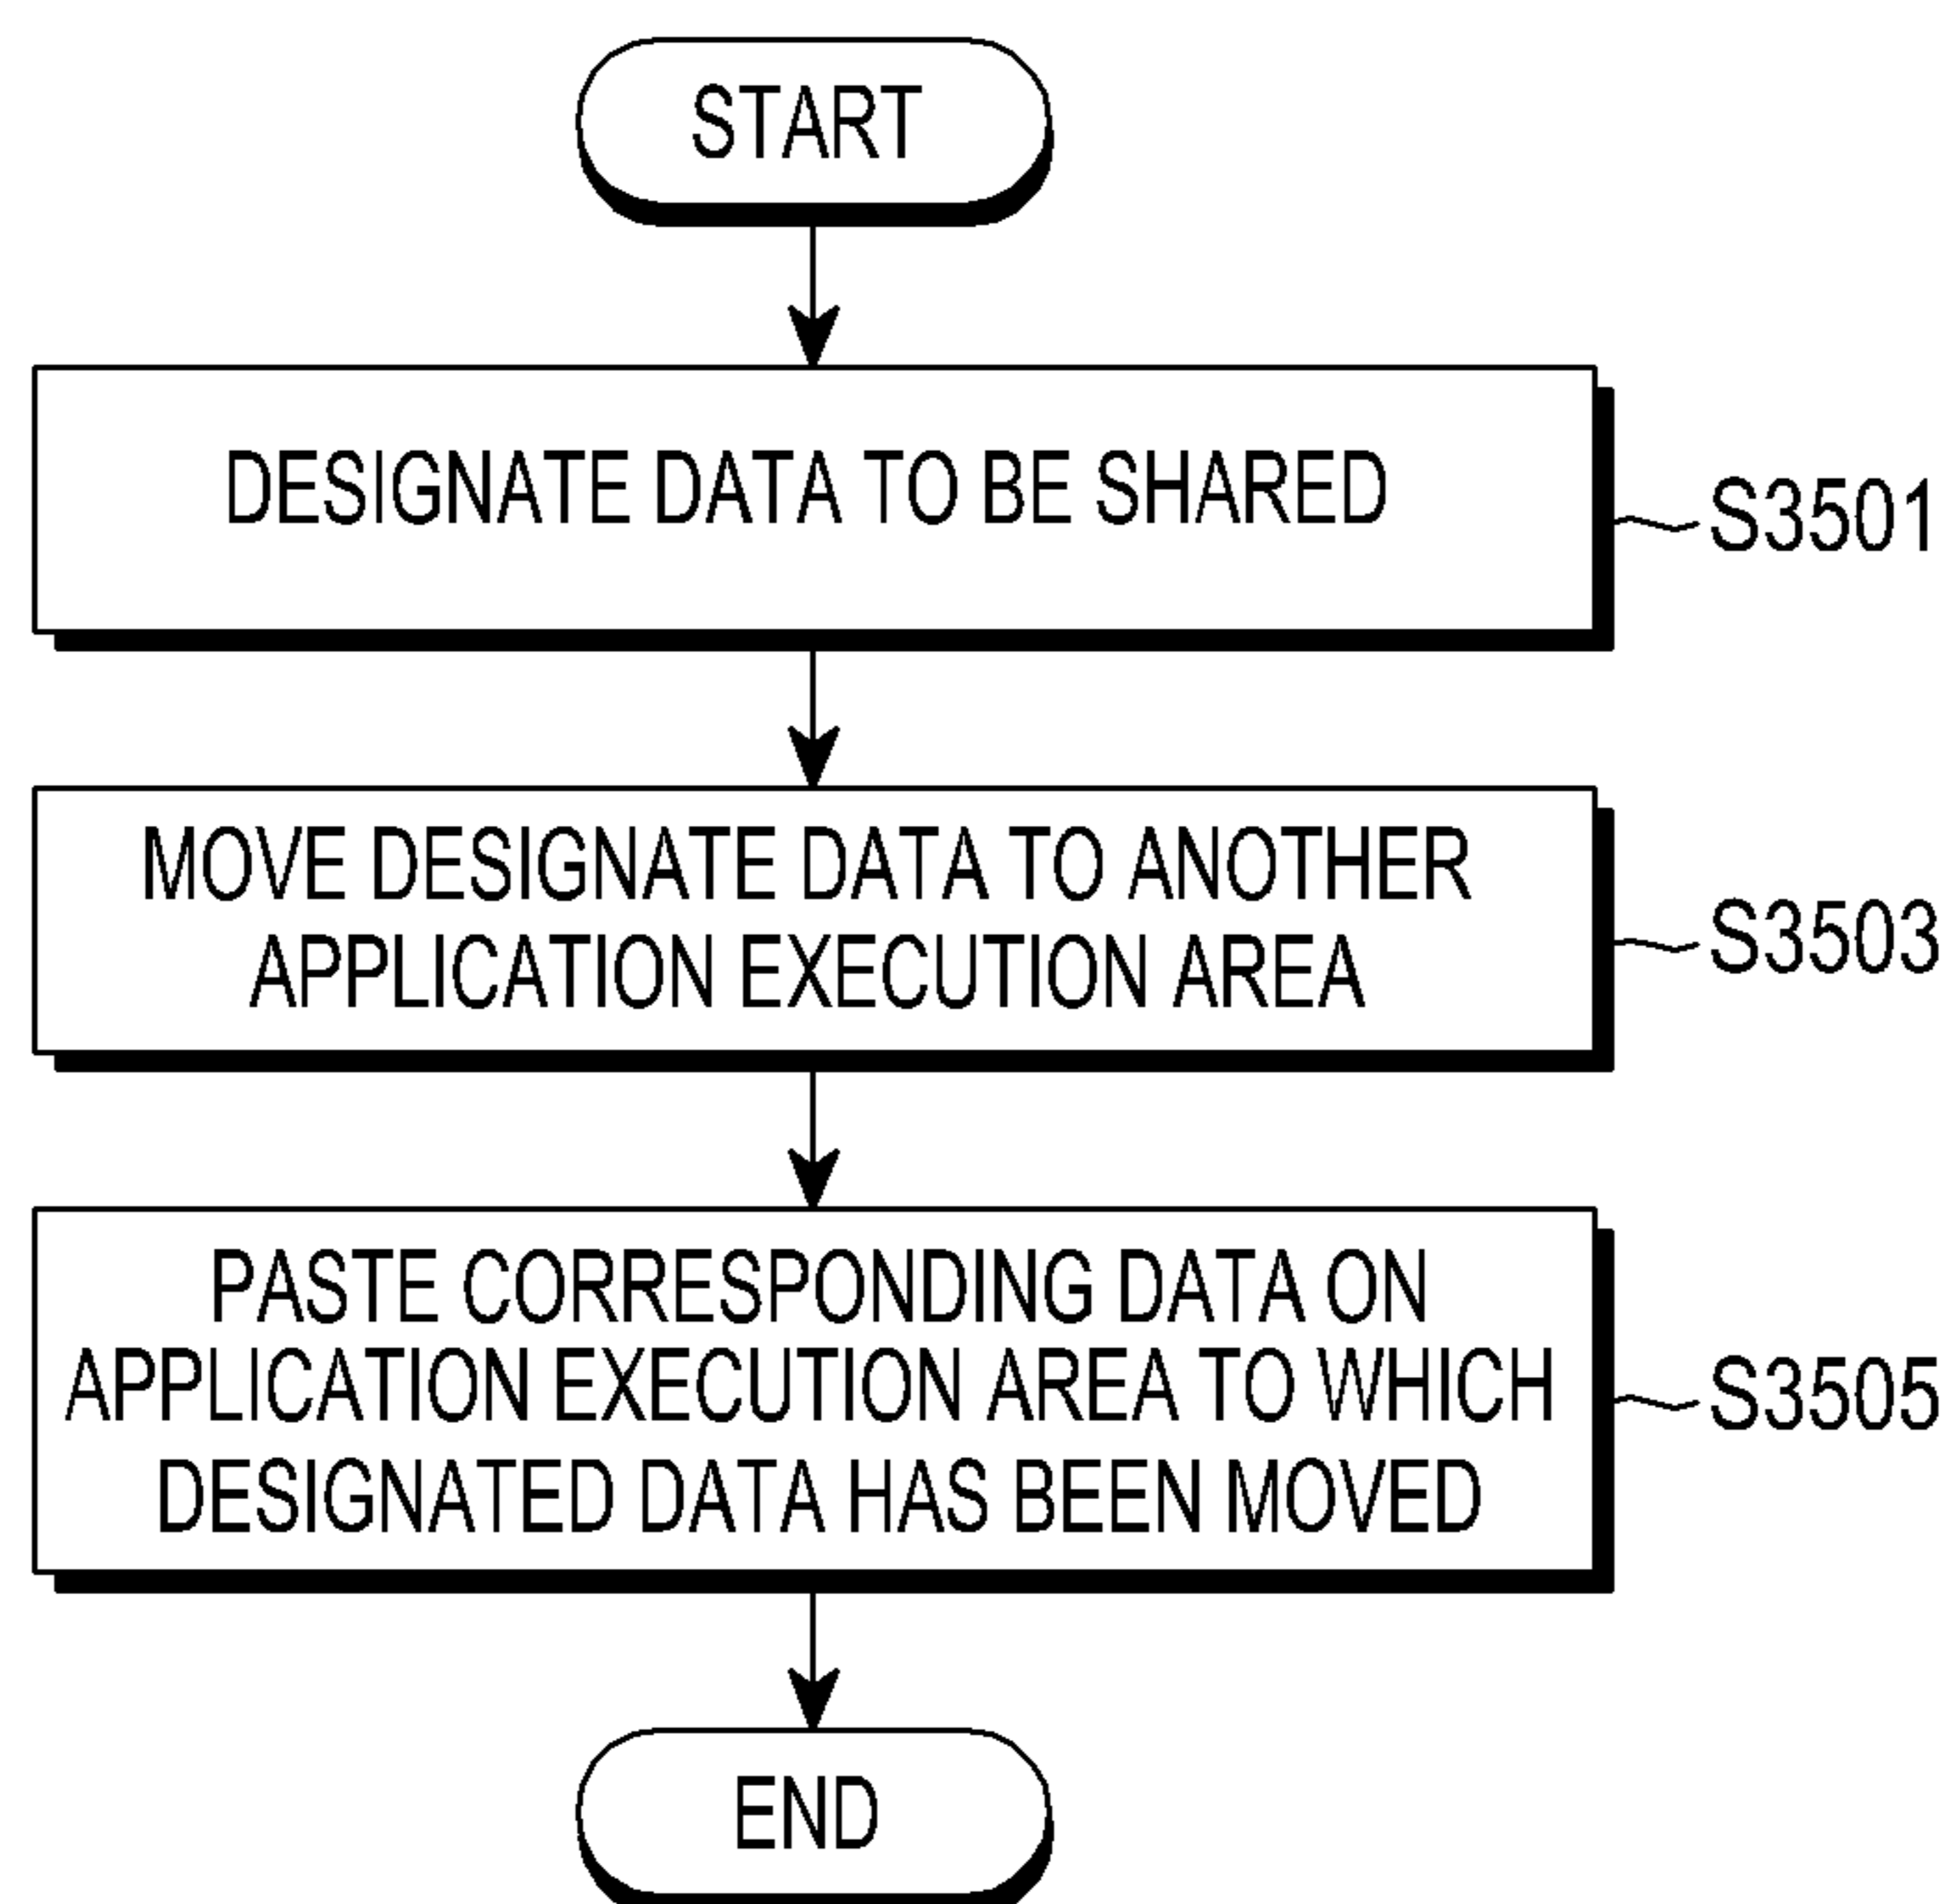 START
DESIGNATE DATA TO BE SHARED
S3501
MOVE DESIGNATE DATA TO ANOTHER
APPLICATION EXECUTION AREA
S3503
PASTE CORRESPONDING DATA ON
APPLICATION EXECUTION AREA TO WHICH
DESIGNATED DATA HAS BEEN MOVED
S3505
END